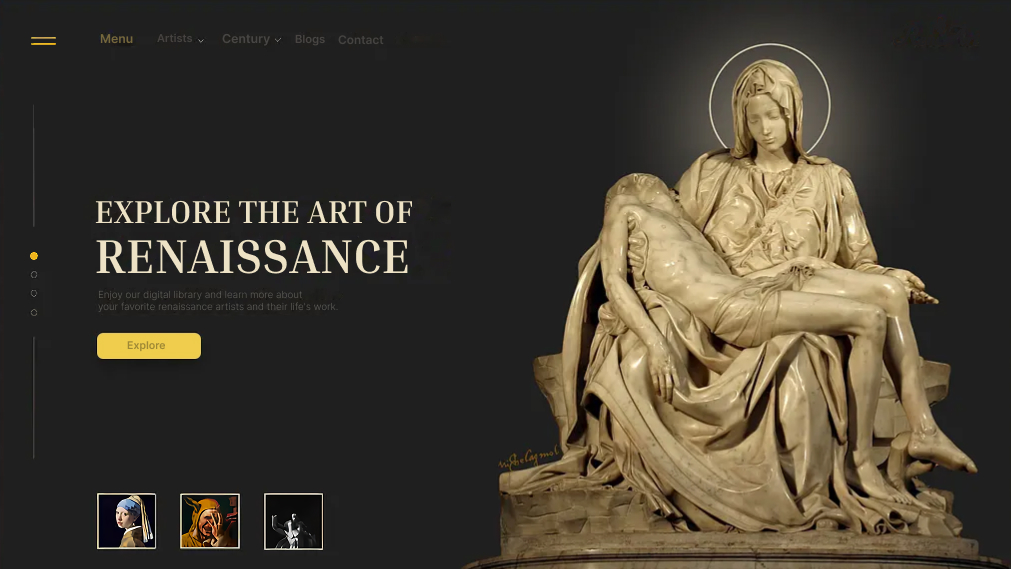 Menu Artists Century Blogs Contact
EXPLORE THE ART OF
RENAISSANCE
Enjoy our digital library and learn more about
your favorite renaissance artists and their life's work.
Explore